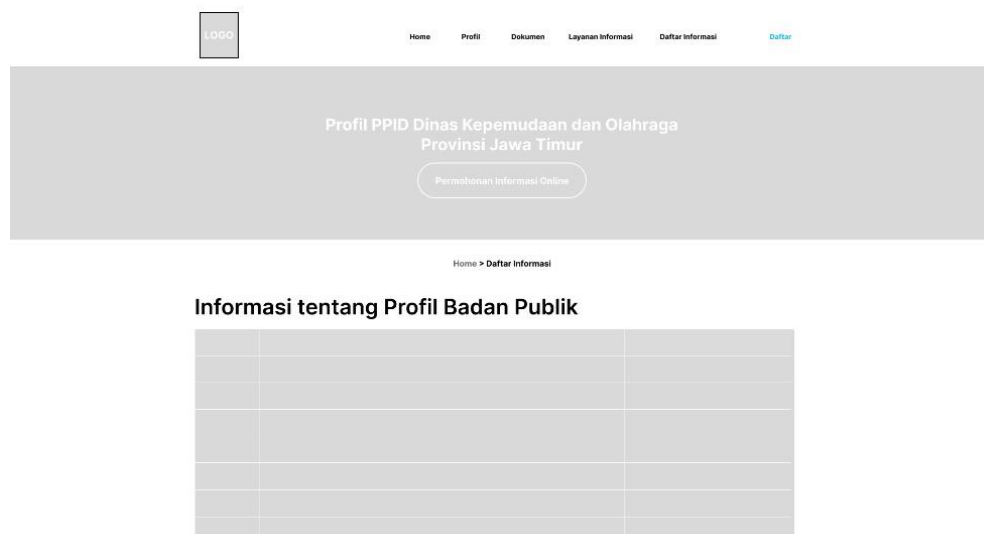 LOGO
Home Profil Dokumen Layanan Informasi Daftar Informasi Daftar
Profil PPID Dinas Kepemudaan dan Olahraga
Provinsi Jawa Timur
Permohonan Informasi Online
Home > Daftar Informasi
Informasi tentang Profil Badan Publik